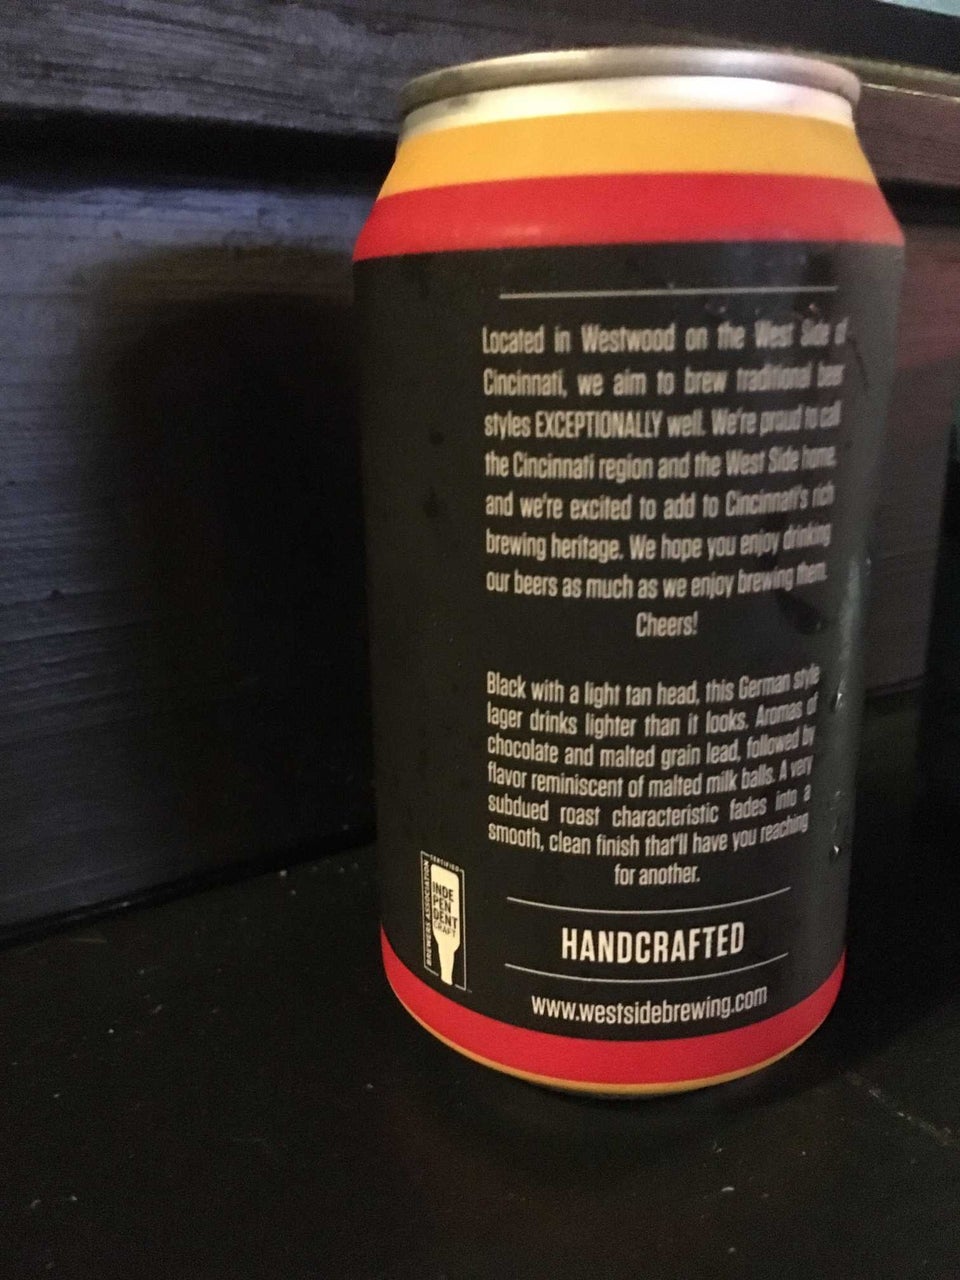 Located in Westwood on the West Side of
Cincinnati, we aim to brew traditional beer
styles EXCEPTIONALLY well. We're proud to call
the Cincinnati region and the West Side home,
and we're excited to add to Cincinnati's rich
brewing heritage. We hope you enjoy drinking
our beers as much as we enjoy brewing them.
Cheers!
Black with a light tan head, this German style
lager drinks lighter than it looks. Aromas of
chocolate and malted grain lead, followed by
flavor reminiscent of malted milk balls. A very
subdued roast characteristic fades into a
smooth, clean finish that'll have you reaching
for another.
CERTIFIED
BREWERS ASSOCIATION
INDE
PEN
DENT
CRAFT
HANDCRAFTED
www.westsidebrewing.com